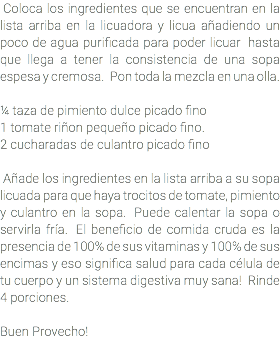 Coloca los ingredientes que se encuentran en la
lista arriba en la licuadora y licua añadiendo un
poco de agua purificada para poder licuar hasta
que llega a tener la consistencia de una sopa
espesa y cremosa. Pon toda la mezcla en una olla.
¼ taza de pimiento dulce picado fino
1 tomate riñon pequeño picado fino.
2 cucharadas de culantro picado fino
Añade los ingredientes en la lista arriba a su sopa
licuada para que haya trocitos de tomate, pimiento
y culantro en la sopa. Puede calentar la sopa o
servirla fría. El beneficio de comida cruda es la
presencia de 100% de sus vitaminas y 100% de sus
encimas y eso significa salud para cada célula de
tu cuerpo y un sistema digestiva muy sana! Rinde
4 porciones.
Buen Provecho!